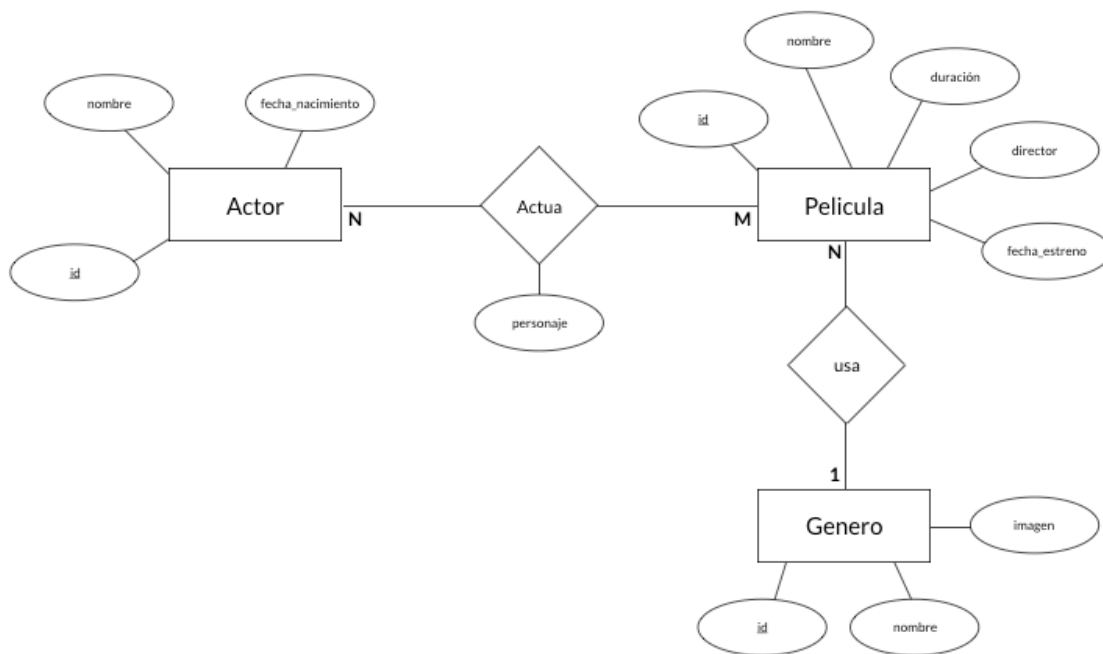 nombre
duración
nombre
fecha_nacimiento
id
director
Actor
N
Actua
M
Pelicula
N
fecha_estreno
id
personaje
usa
1
Genero
imagen
id
nombre